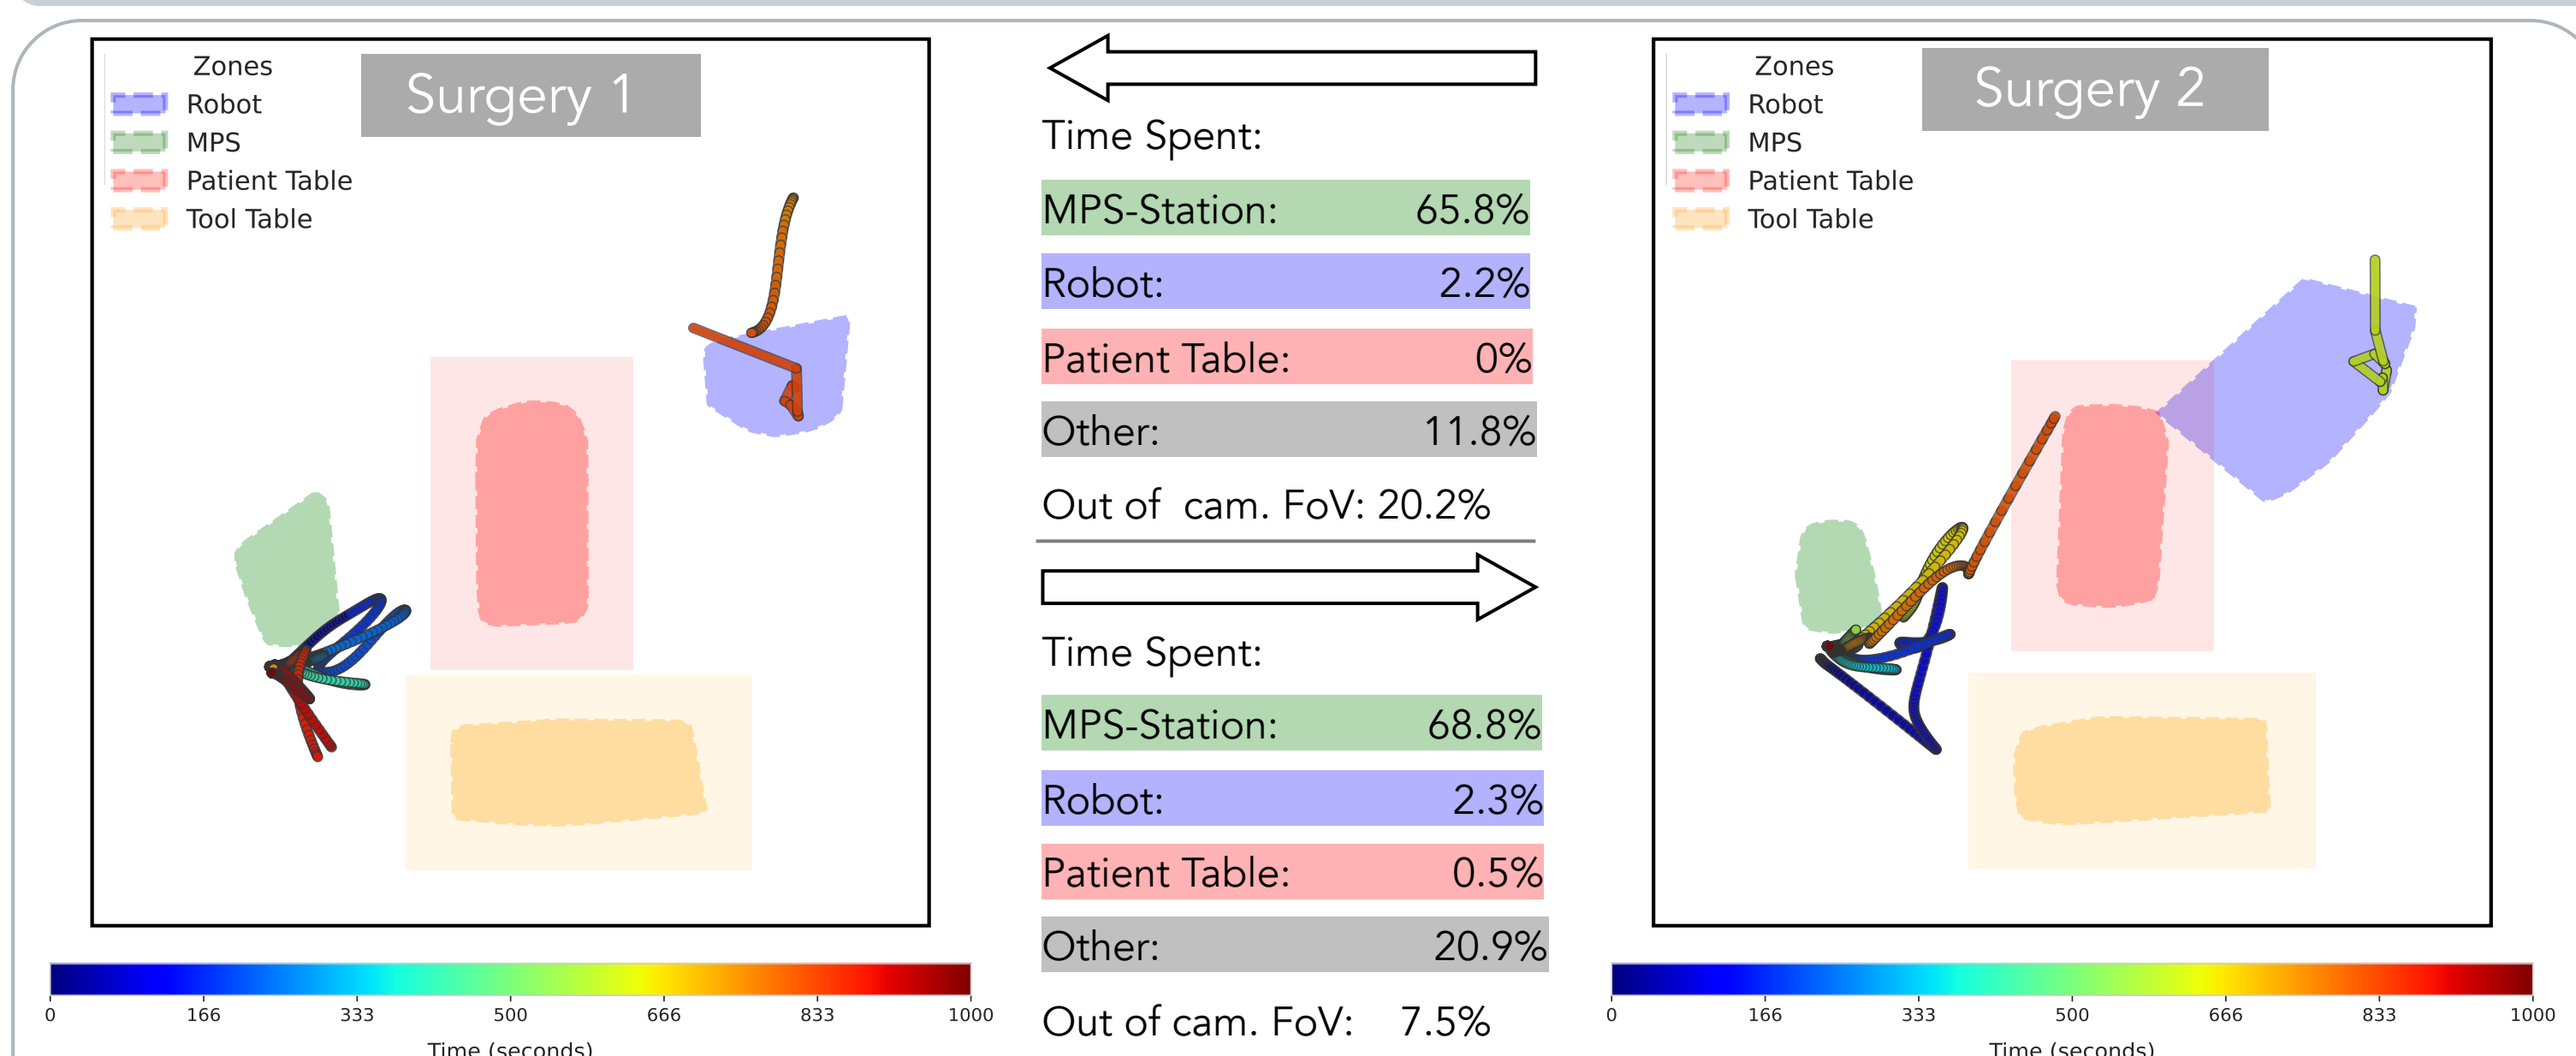 Zones
Robot
MPS
Patient Table
Tool Table
Surgery 1
0 166 333 500 666 833 1000
Time (seconds)
Time Spent:
MPS-Station: 65.8%
Robot: 2.2%
Patient Table: 0%
Other: 11.8%
Out of cam. FoV: 20.2%
Time Spent:
MPS-Station: 68.8%
Robot: 2.3%
Patient Table: 0.5%
Other: 20.9%
Out of cam. FoV: 7.5%
Zones
Robot
MPS
Patient Table
Tool Table
Surgery 2
0 166 333 500 666 833 1000
Time (seconds)